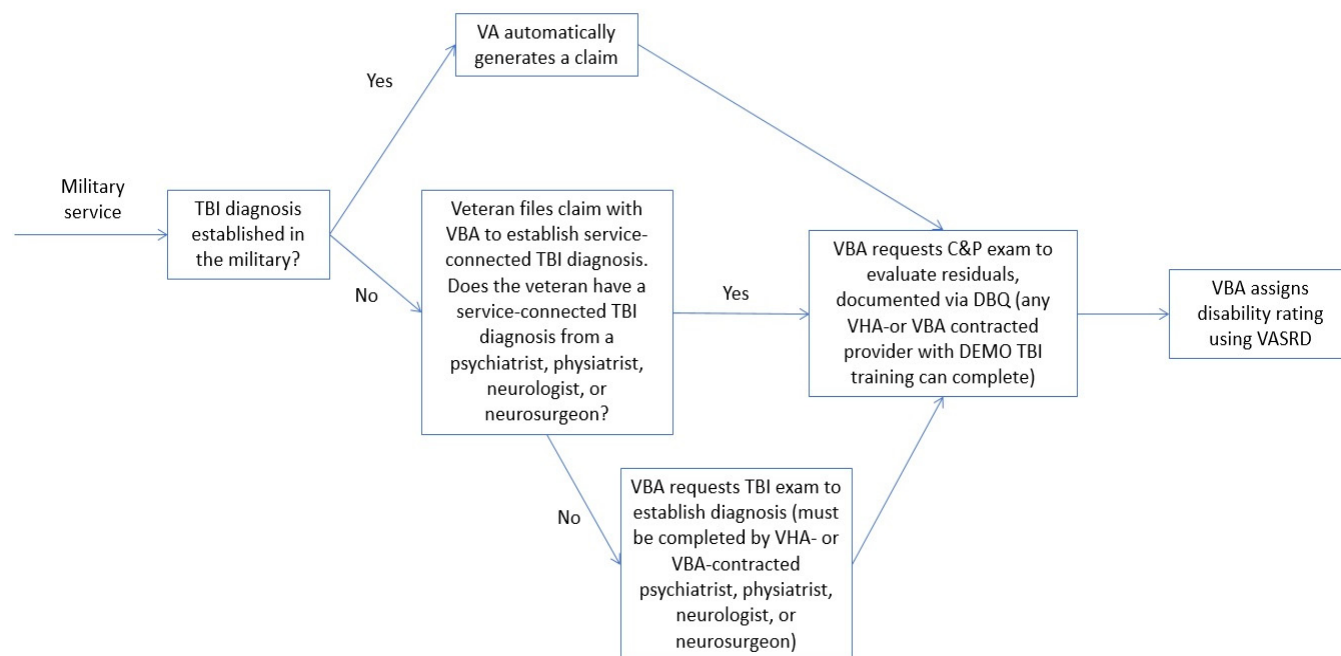 VA automatically
generates a claim
Yes
Military
service
TBI diagnosis
established in
the military?
No
Veteran files claim with
VBA to establish service-
connected TBI diagnosis.
Does the veteran have a
service-connected TBI
diagnosis from a
psychiatrist, physiatrist,
neurologist, or
neurosurgeon?
Yes
VBA requests C&P exam to
evaluate residuals,
documented via DBQ (any
VHA-or VBA contracted
provider with DEMO TBI
training can complete)
VBA assigns
disability rating
using VASRD
No
VBA requests TBI exam to
establish diagnosis (must
be completed by VHA- or
VBA-contracted
psychiatrist, physiatrist,
neurologist, or
neurosurgeon)